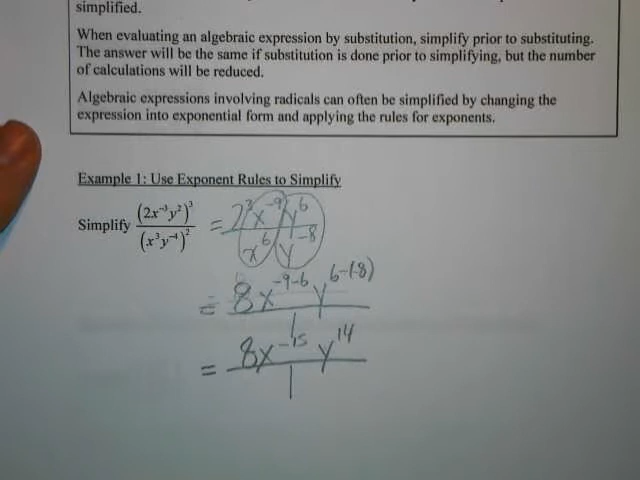 simplified.
When evaluating an algebraic expression by substitution, simplify prior to substituting.
The answer will be the same if substitution is done prior to simplifying, but the number
of calculations will be reduced.
Algebraic expressions involving radicals can often be simplified by changing the
expression into exponential form and applying the rules for exponents.
Example 1: Use Exponent Rules to Simplify
Simplify (2x⁻³y²)³ / (x³y⁻⁴)² = 2³x⁻⁹y⁶ / x⁶y⁻⁸
= 8x⁻⁹⁻⁶y⁶⁻⁽⁻⁸⁾ / 1
= 8x⁻¹⁵y¹⁴ / 1